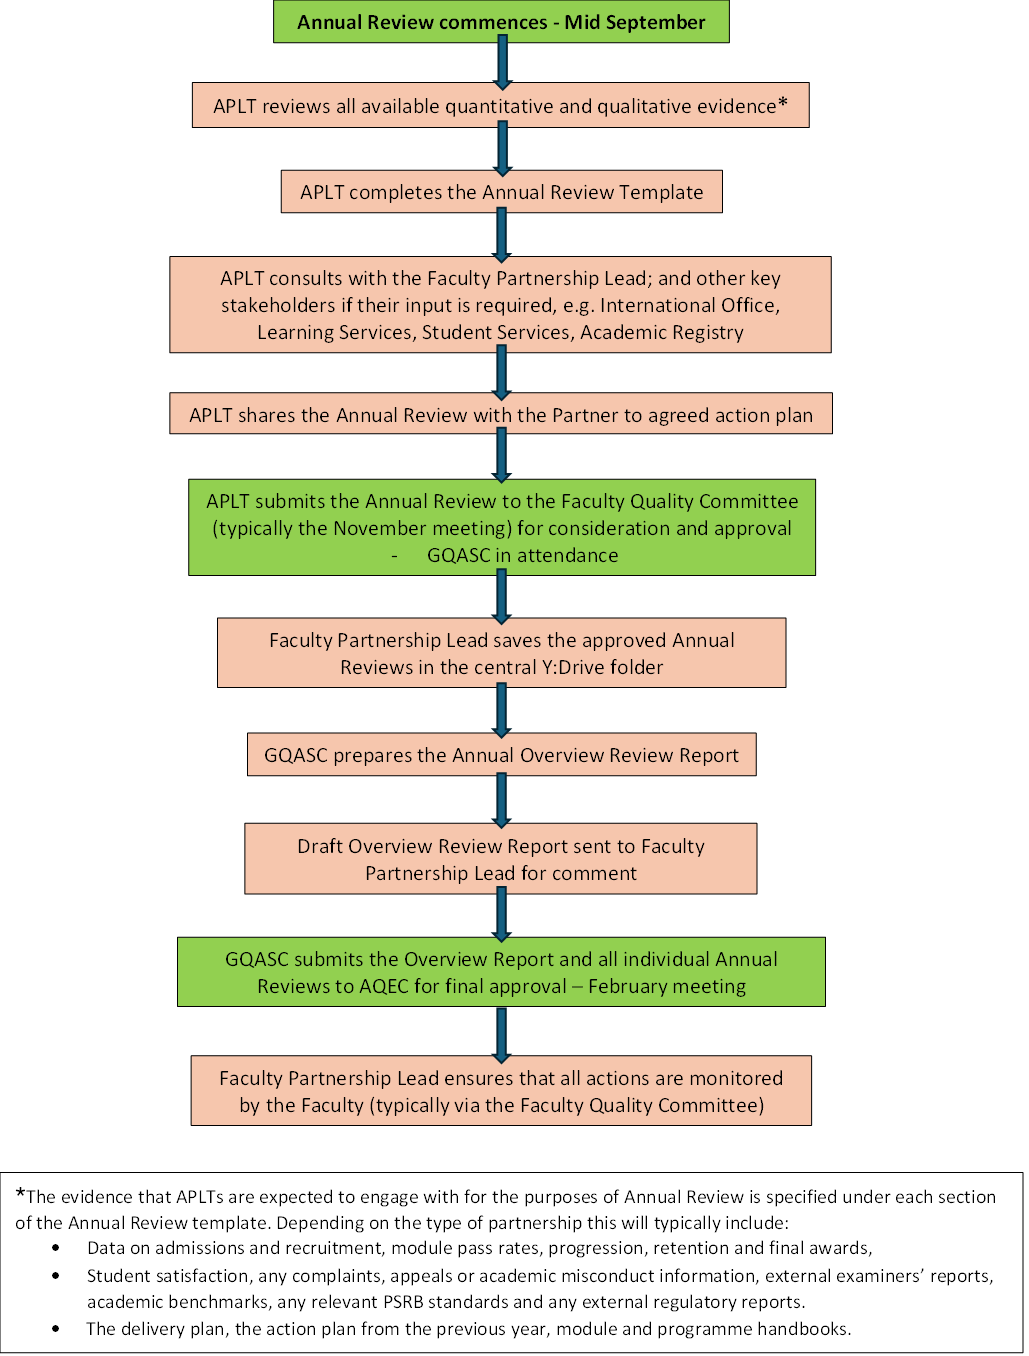 Annual Review commences - Mid September
APLT reviews all available quantitative and qualitative evidence*
APLT completes the Annual Review Template
APLT consults with the Faculty Partnership Lead; and other key
stakeholders if their input is required, e.g. International Office,
Learning Services, Student Services, Academic Registry
APLT shares the Annual Review with the Partner to agreed action plan
APLT submits the Annual Review to the Faculty Quality Committee
(typically the November meeting) for consideration and approval
- GQASC in attendance
Faculty Partnership Lead saves the approved Annual
Reviews in the central Y:Drive folder
GQASC prepares the Annual Overview Review Report
Draft Overview Review Report sent to Faculty
Partnership Lead for comment
GQASC submits the Overview Report and all individual Annual
Reviews to AQEC for final approval – February meeting
Faculty Partnership Lead ensures that all actions are monitored
by the Faculty (typically via the Faculty Quality Committee)
*The evidence that APLTs are expected to engage with for the purposes of Annual Review is specified under each section
of the Annual Review template. Depending on the type of partnership this will typically include:
• Data on admissions and recruitment, module pass rates, progression, retention and final awards,
• Student satisfaction, any complaints, appeals or academic misconduct information, external examiners’ reports,
academic benchmarks, any relevant PSRB standards and any external regulatory reports.
• The delivery plan, the action plan from the previous year, module and programme handbooks.